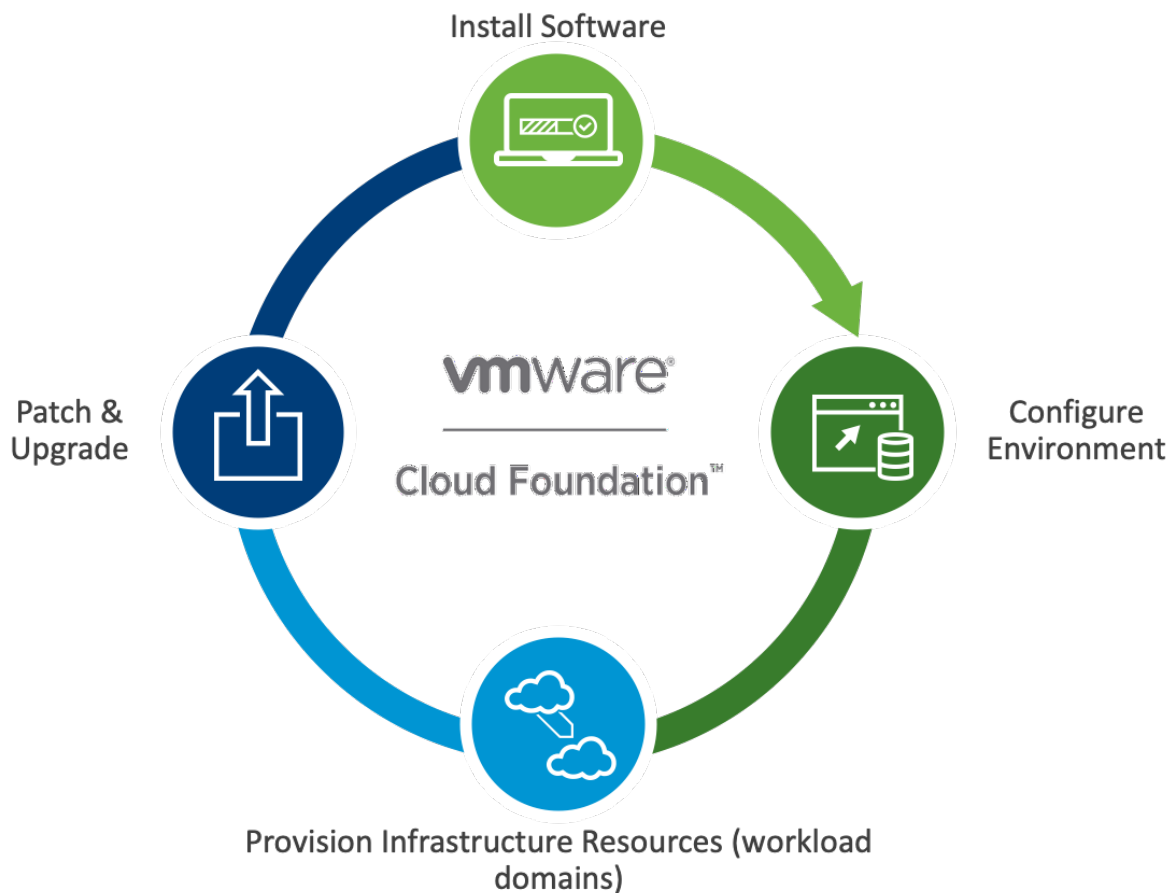 Install Software
vmware®
Cloud Foundation™
Patch &
Upgrade
Configure
Environment
Provision Infrastructure Resources (workload
domains)